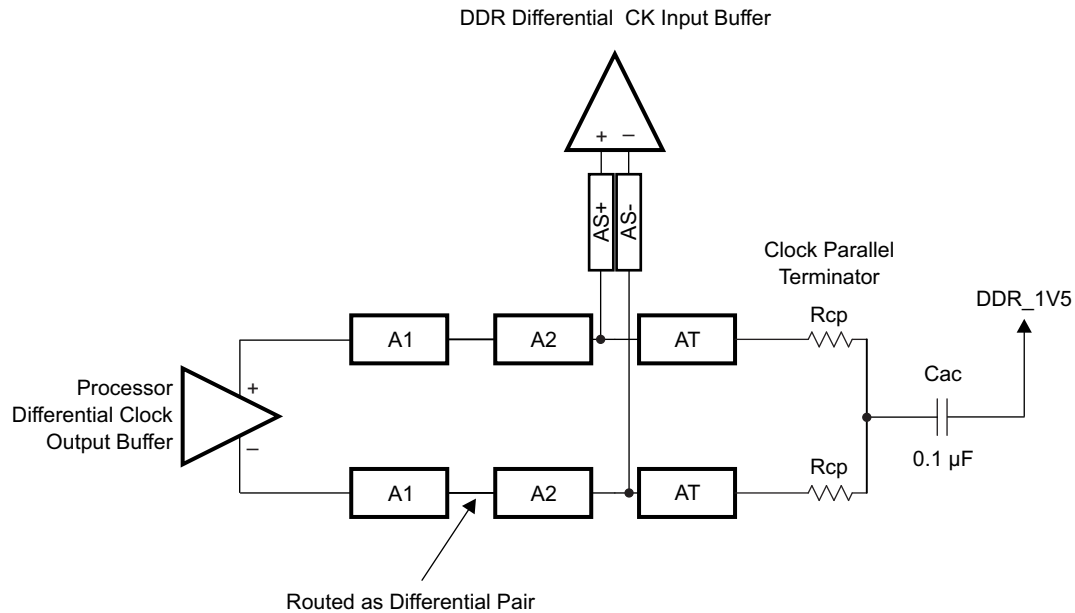 DDR Differential CK Input Buffer
+ −
AS+
AS-
Clock Parallel
Terminator
DDR_1V5
A1
A2
AT
Rcp
Processor
Differential Clock
Output Buffer
+
−
Cac
0.1 µF
A1
A2
AT
Rcp
Routed as Differential Pair